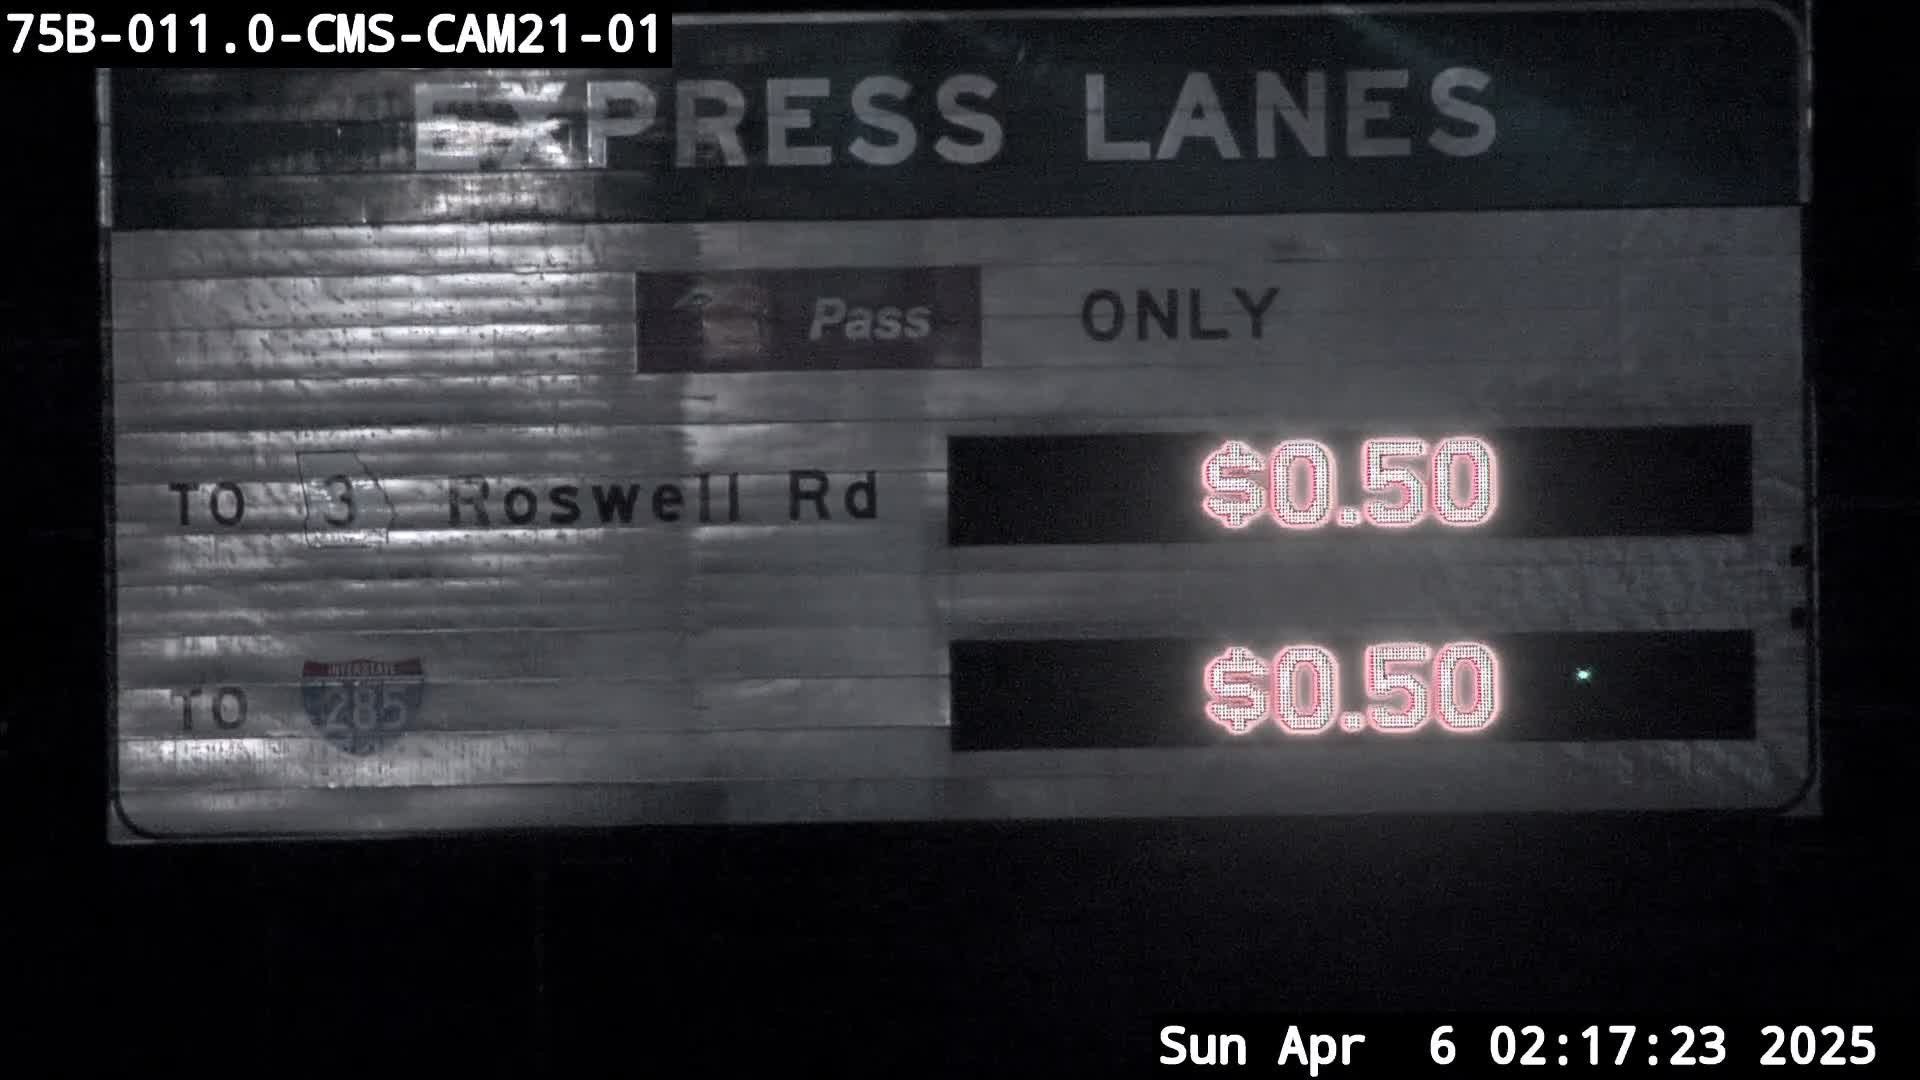 75B-011.0-CMS-CAM21-01
EXPRESS LANES
Pass ONLY
TO 3 Roswell Rd $0.50
INTERSTATE
TO 285 $0.50
Sun Apr 6 02:17:23 2025